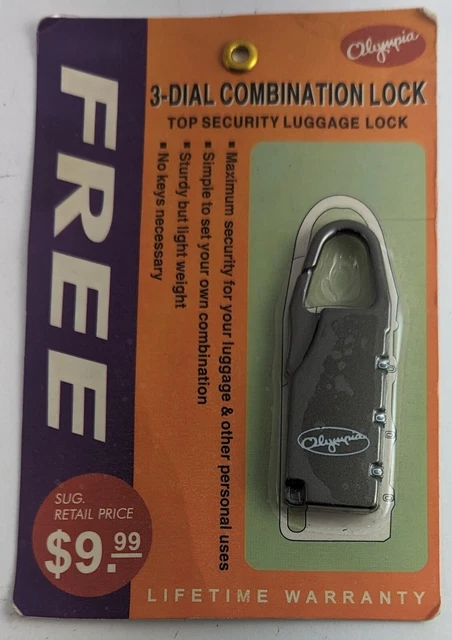 Olympia
3-DIAL COMBINATION LOCK
TOP SECURITY LUGGAGE LOCK
FREE
▪ Maximum security for your luggage & other personal uses
▪ Simple to set your own combination
▪ Sturdy but light weight
▪ No keys necessary
Olympia
SUG.
RETAIL PRICE
$9.99
LIFETIME WARRANTY